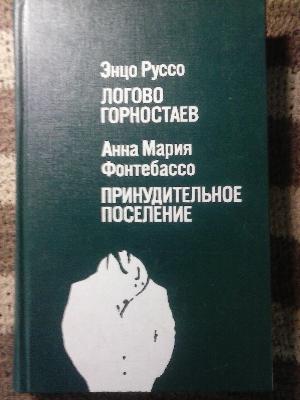 Энцо Руссо
ЛОГОВО
ГОРНОСТАЕВ
Анна Мария
Фонтебассо
ПРИНУДИТЕЛЬНОЕ
ПОСЕЛЕНИЕ